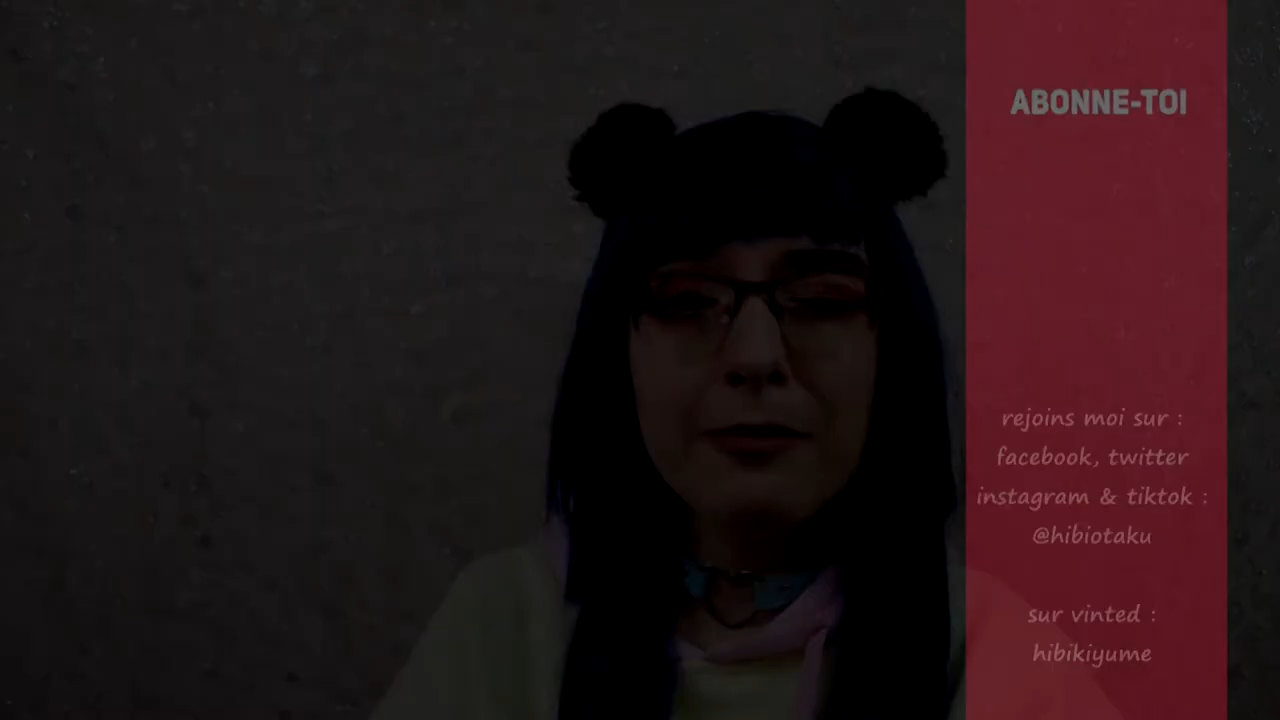 ABONNE-TOI
rejoins moi sur :
facebook, twitter
instagram & tiktok :
@hibiotaku
sur vinted :
hibikiyume